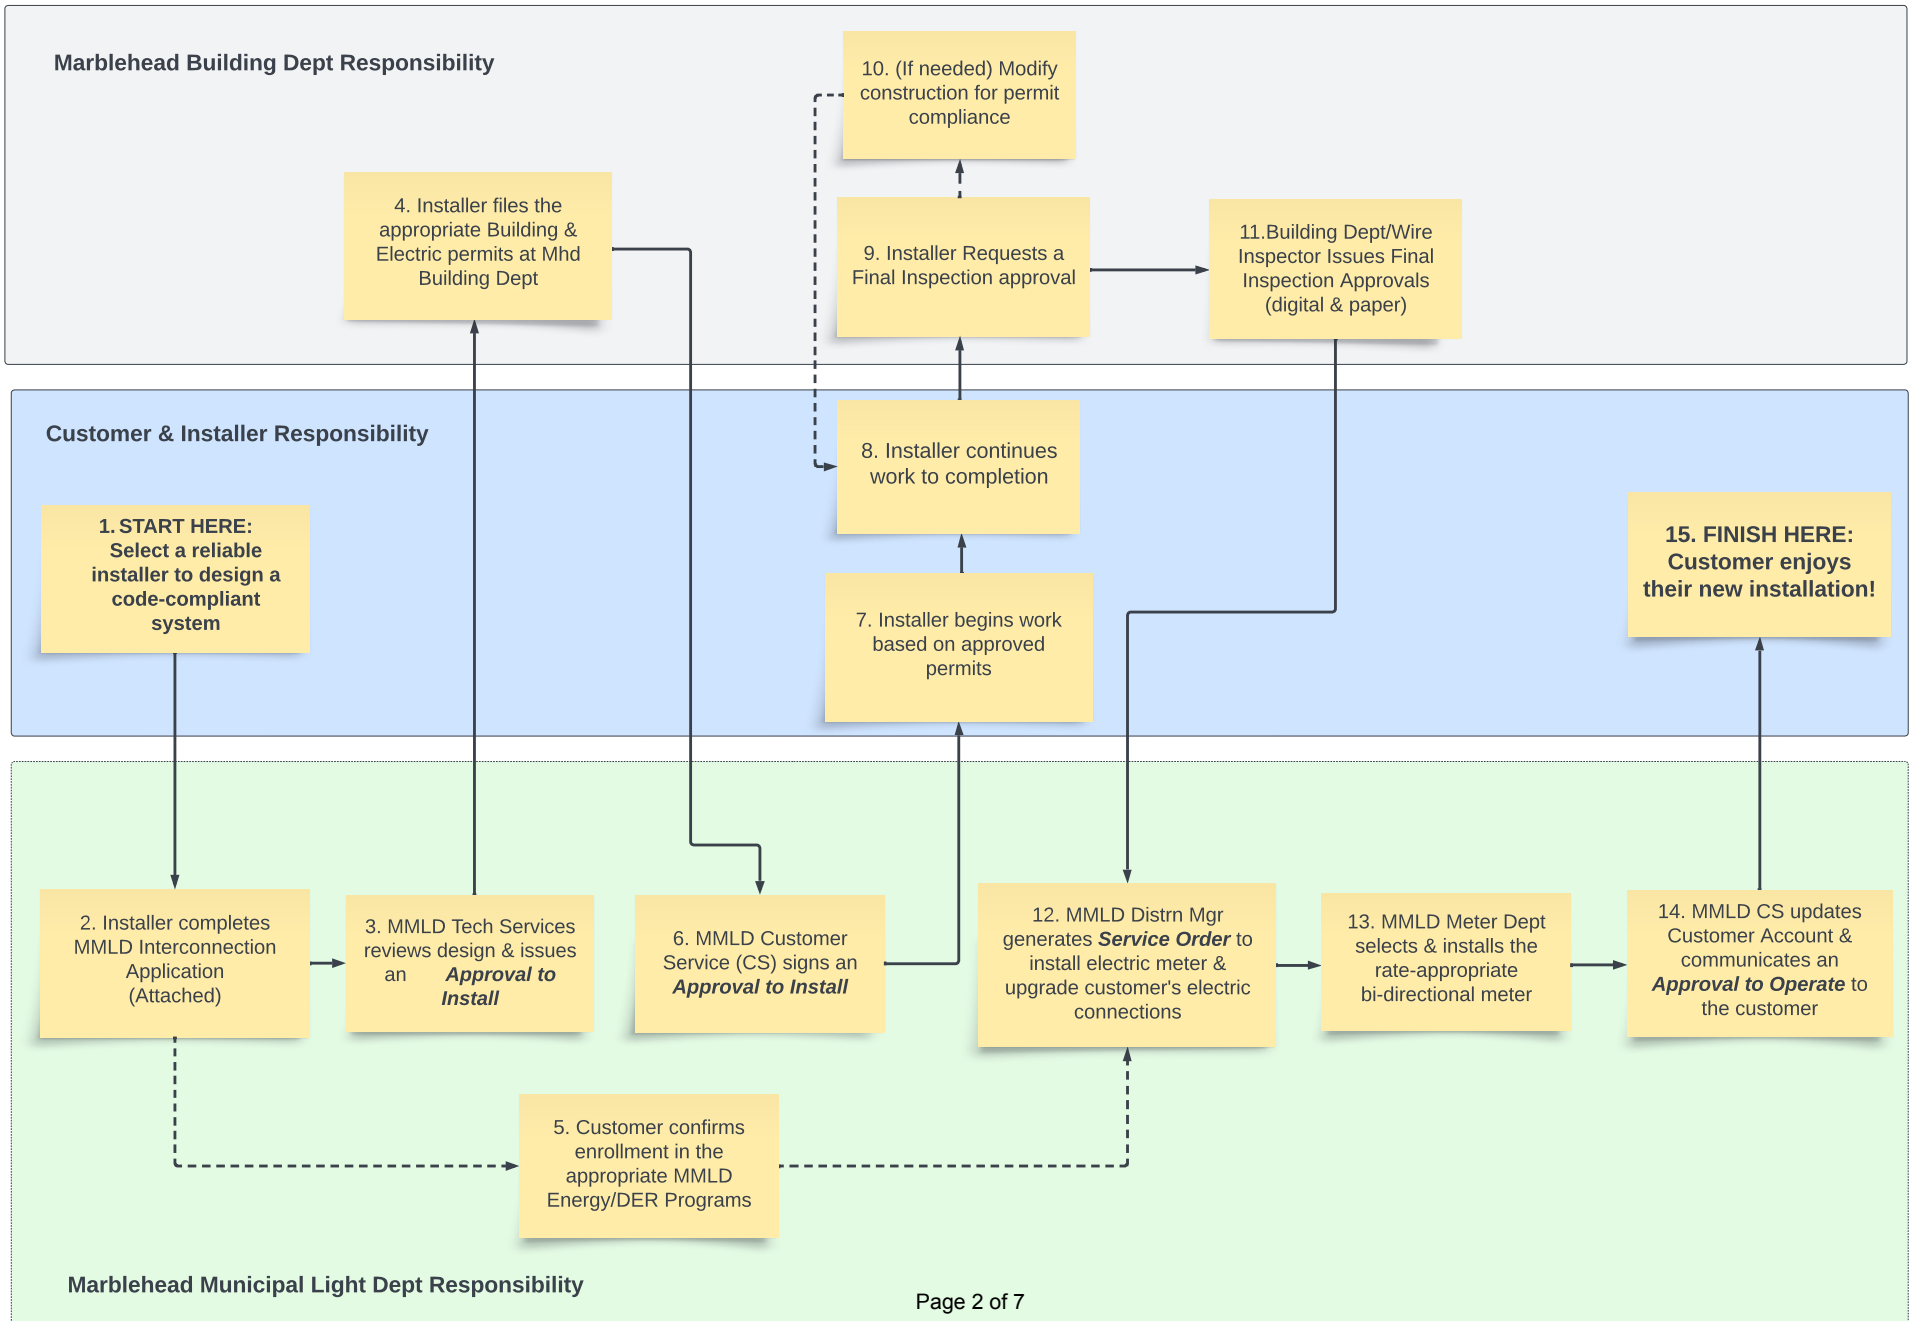 Marblehead Building Dept Responsibility
10. (If needed) Modify
construction for permit
compliance
4. Installer files the
appropriate Building &
Electric permits at Mhd
Building Dept
9. Installer Requests a
Final Inspection approval
11.Building Dept/Wire
Inspector Issues Final
Inspection Approvals
(digital & paper)
Customer & Installer Responsibility
8. Installer continues
work to completion
1. START HERE:
Select a reliable
installer to design a
code-compliant
system
15. FINISH HERE:
Customer enjoys
their new installation!
7. Installer begins work
based on approved
permits
2. Installer completes
MMLD Interconnection
Application
(Attached)
3. MMLD Tech Services
reviews design & issues
an Approval to
Install
6. MMLD Customer
Service (CS) signs an
Approval to Install
12. MMLD Distrn Mgr
generates Service Order to
install electric meter &
upgrade customer's electric
connections
13. MMLD Meter Dept
selects & installs the
rate-appropriate
bi-directional meter
14. MMLD CS updates
Customer Account &
communicates an
Approval to Operate to
the customer
5. Customer confirms
enrollment in the
appropriate MMLD
Energy/DER Programs
Marblehead Municipal Light Dept Responsibility
Page 2 of 7